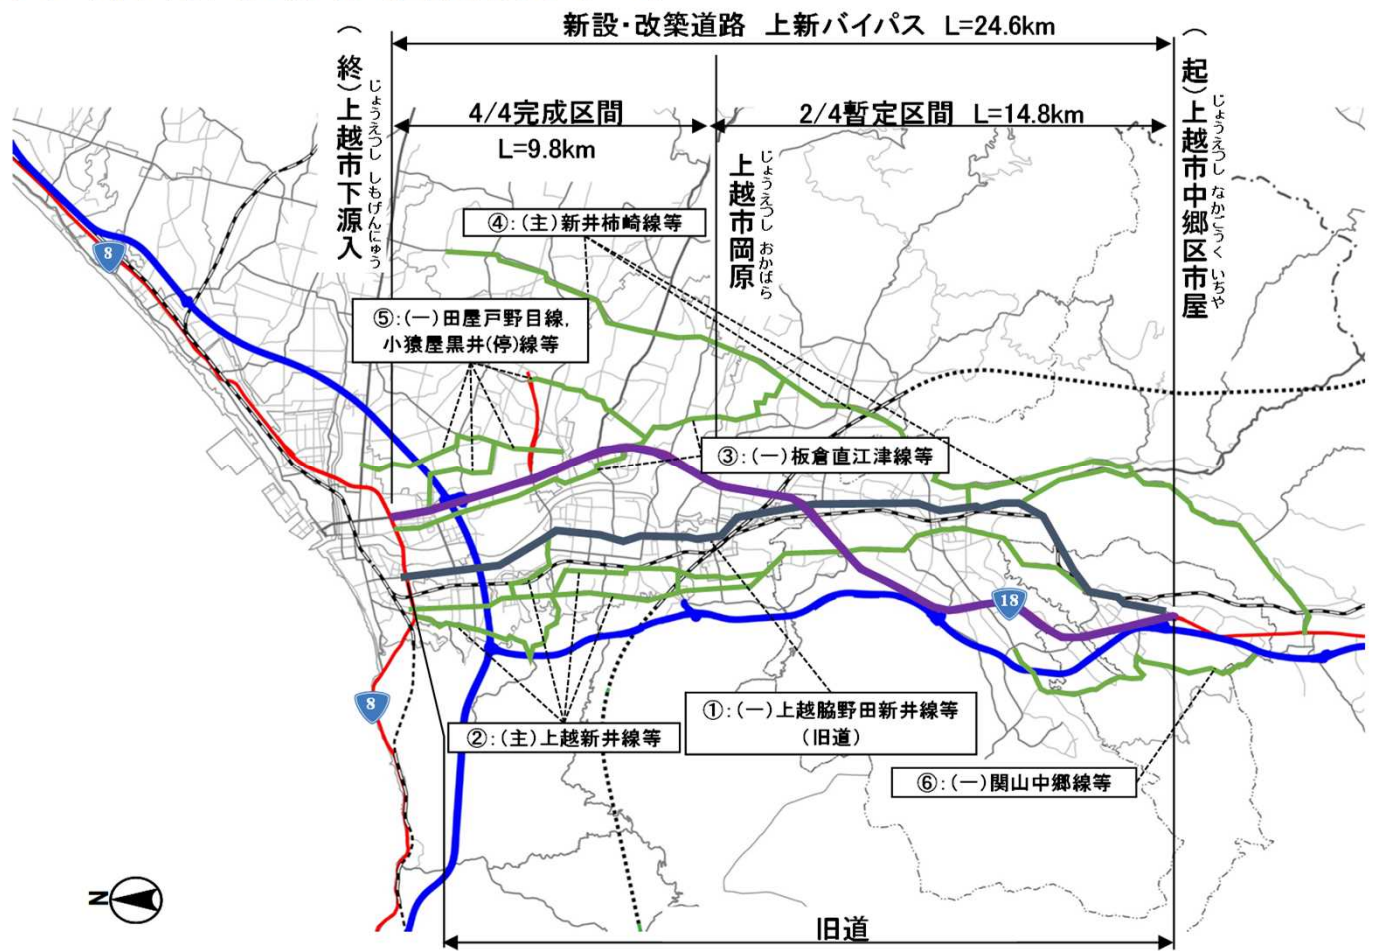 新設・改築道路 上新バイパス L=24.6km
(終)上越市下源入
じょうえつし しもげんにゅう
4/4完成区間
L=9.8km
2/4暫定区間 L=14.8km
上越市岡原
じょうえつし おかばら
(起)上越市中郷区市屋
じょうえつし なかごうく いちや
④:(主)新井柿崎線等
8
⑤:(一)田屋戸野目線,
小猿屋黒井(停)線等
③:(一)板倉直江津線等
18
8
①:(一)上越脇野田新井線等
(旧道)
②:(主)上越新井線等
⑥:(一)関山中郷線等
N
旧道